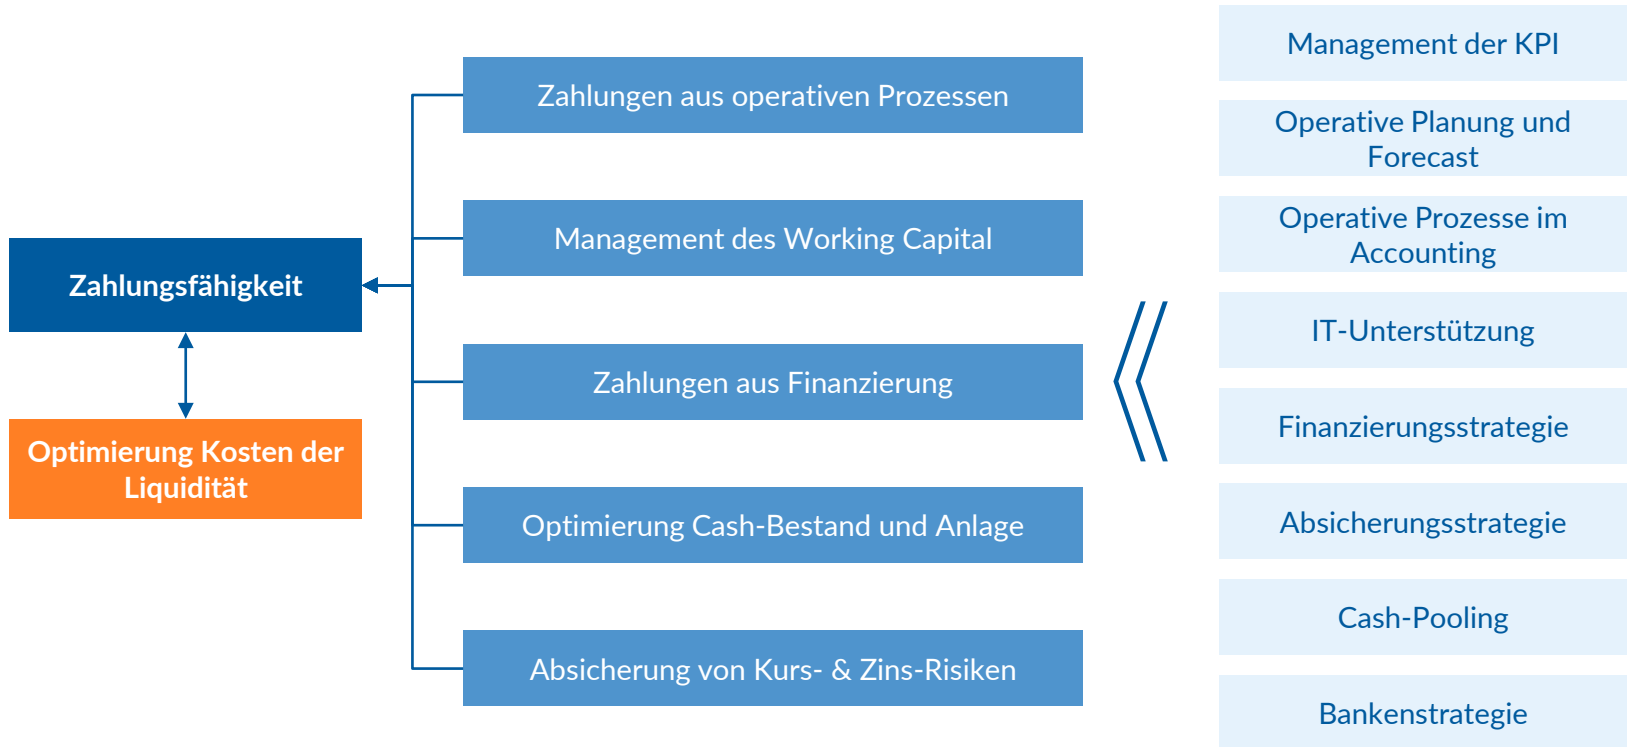 Zahlungsfähigkeit
Optimierung Kosten der
Liquidität
Zahlungen aus operativen Prozessen
Management des Working Capital
Zahlungen aus Finanzierung
Optimierung Cash-Bestand und Anlage
Absicherung von Kurs- & Zins-Risiken
Management der KPI
Operative Planung und
Forecast
Operative Prozesse im
Accounting
IT-Unterstützung
Finanzierungsstrategie
Absicherungsstrategie
Cash-Pooling
Bankenstrategie